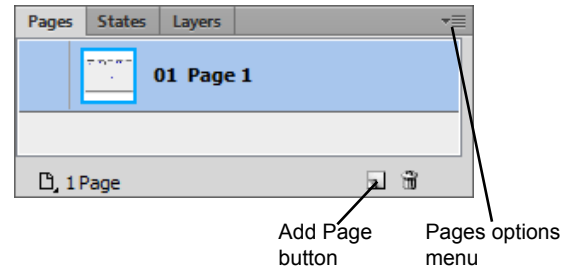 Pages States Layers
01 Page 1
1 Page
Add Page
button
Pages options
menu